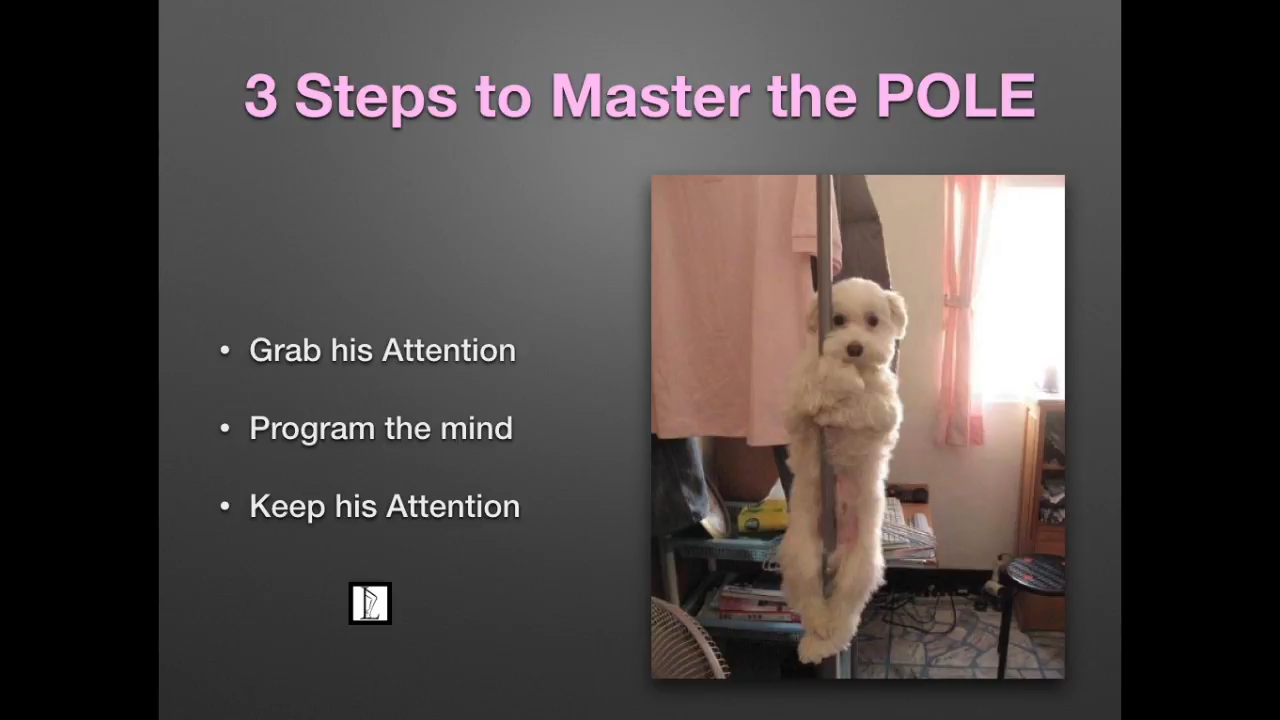 3 Steps to Master the POLE
• Grab his Attention
• Program the mind
• Keep his Attention